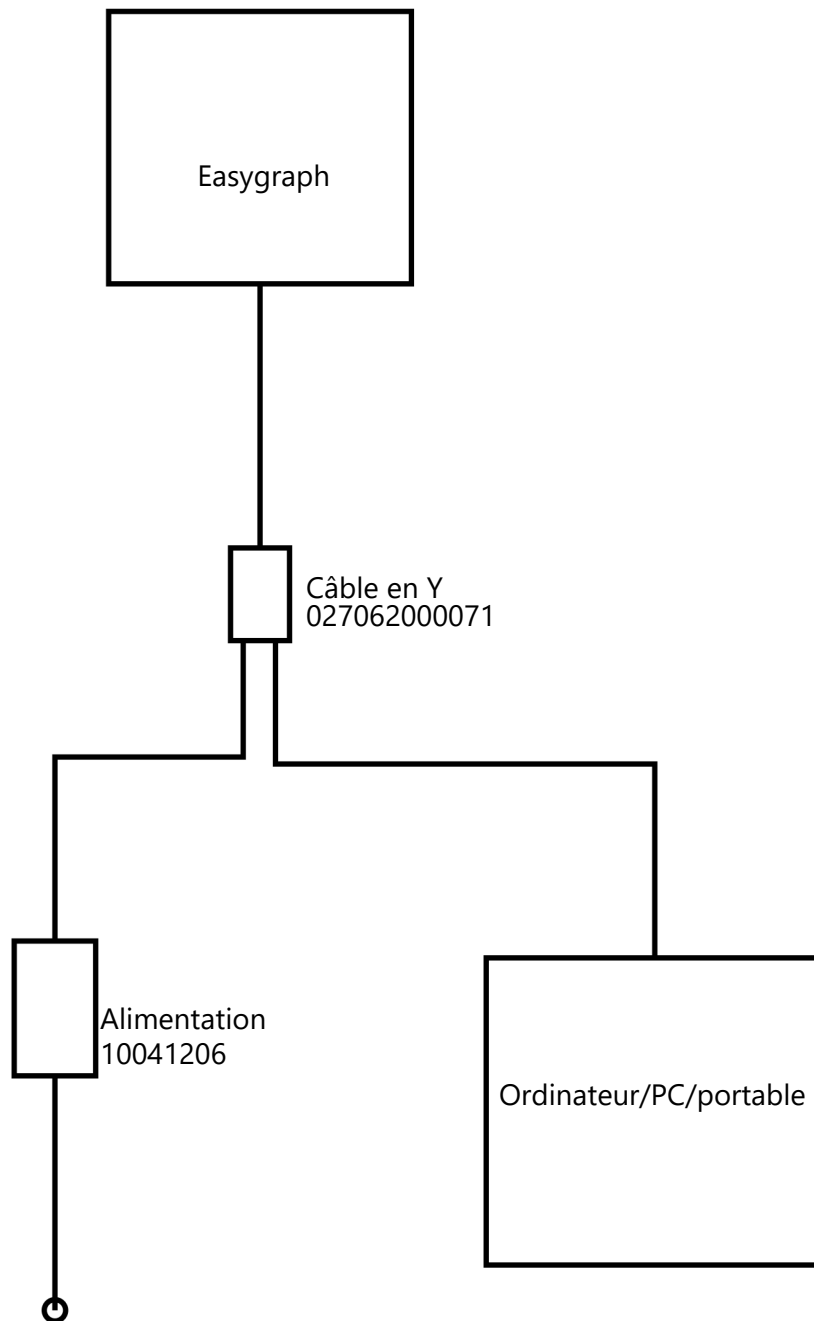 Easygraph
Câble en Y
027062000071
Alimentation
10041206
Ordinateur/PC/portable